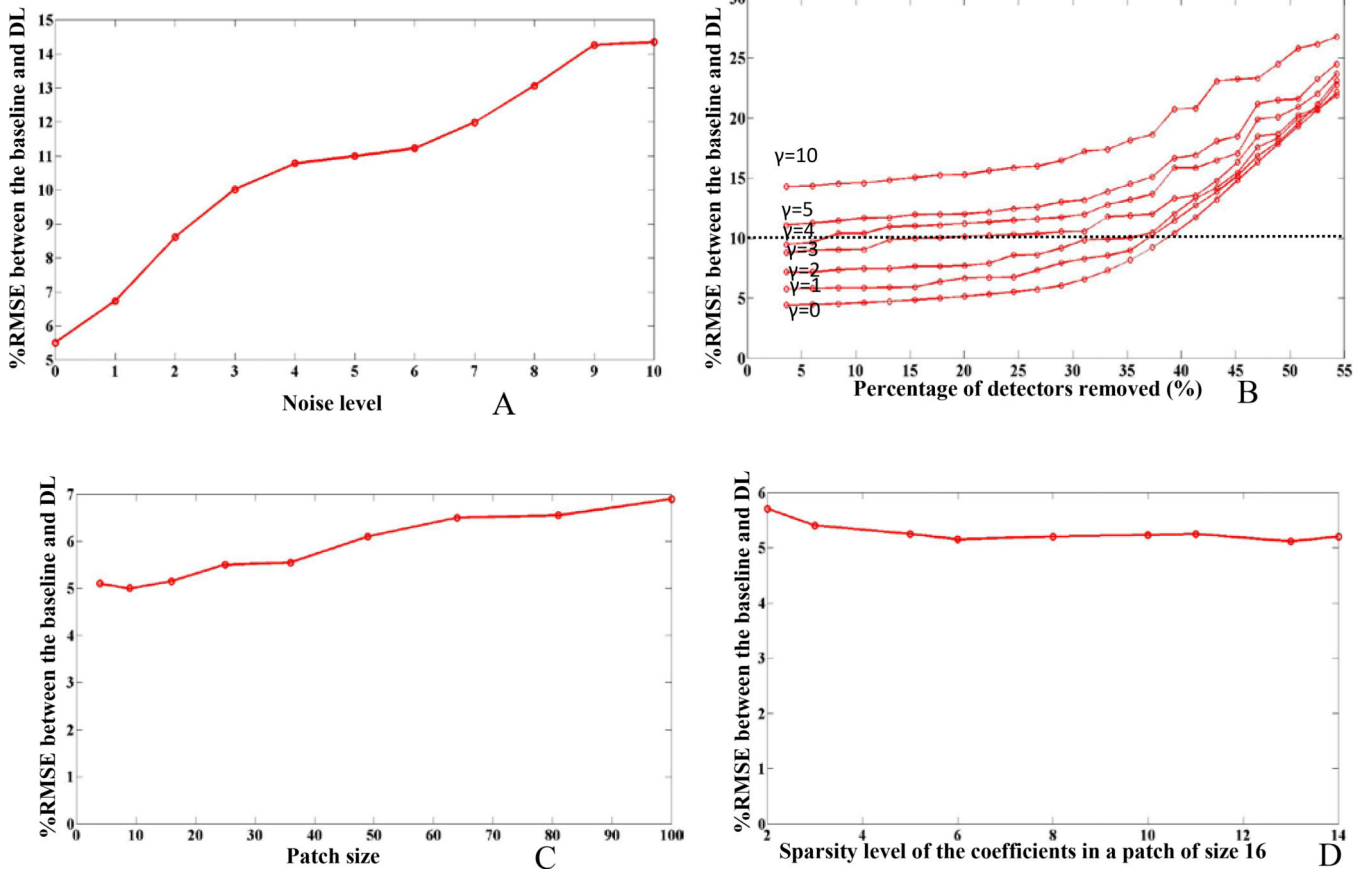 %RMSE between the baseline and DL
15
14
13
12
11
10
9
8
7
6
5
0 1 2 3 4 5 6 7 8 9 10
Noise level
A
%RMSE between the baseline and DL
30
25
20
15
10
5
0
γ=10
γ=5
γ=4
γ=3
γ=2
γ=1
γ=0
0 5 10 15 20 25 30 35 40 45 50 55
Percentage of detectors removed (%)
B
%RMSE between the baseline and DL
7
6
5
4
3
2
1
0
0 10 20 30 40 50 60 70 80 90 100
Patch size
C
%RMSE between the baseline and DL
6
5
4
3
2
1
0
2 4 6 8 10 12 14
Sparsity level of the coefficients in a patch of size 16
D